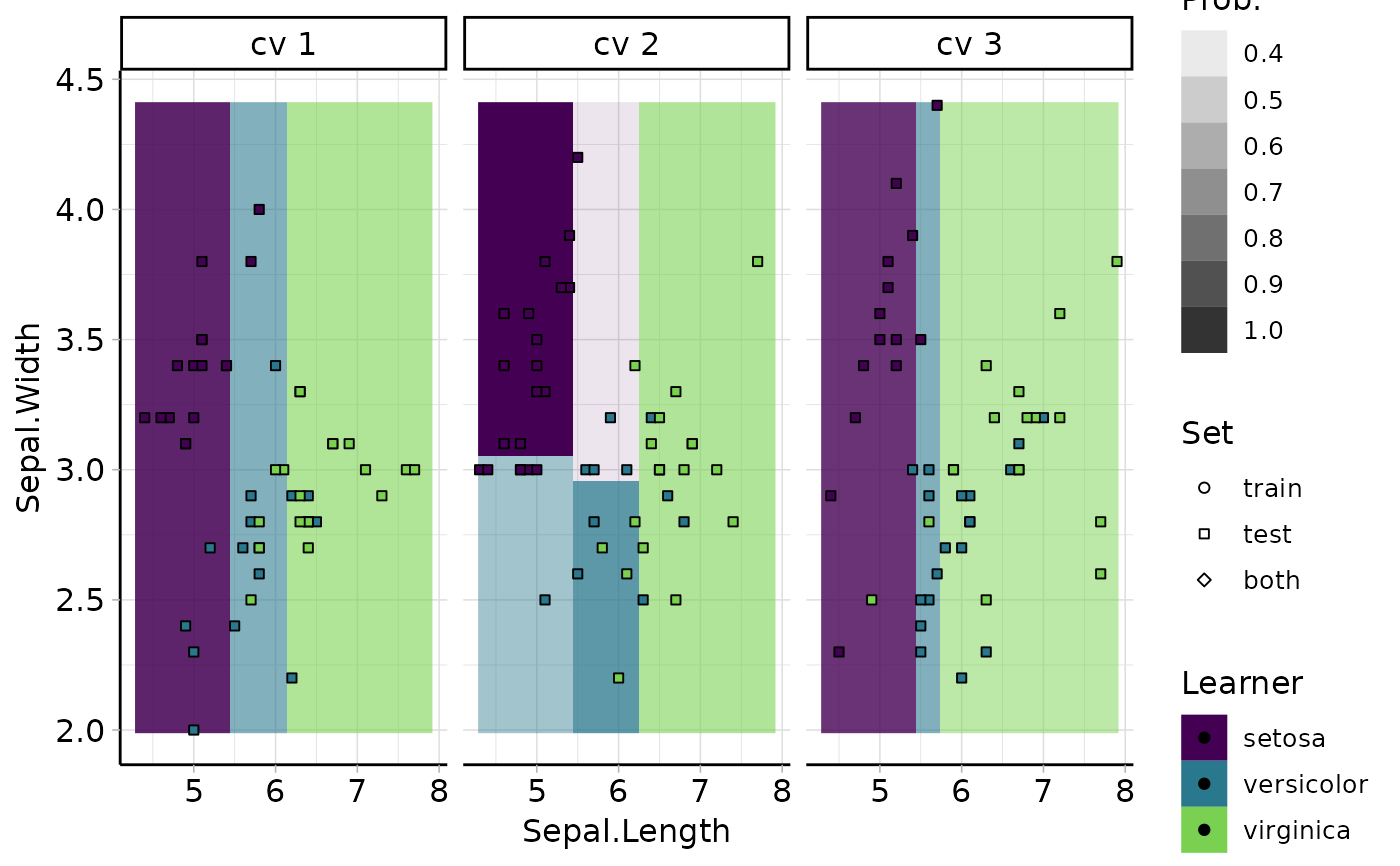 cv 1
cv 2
cv 3
4.5
4.0
3.5
3.0
2.5
2.0
Sepal.Width
5 6 7 8
5 6 7 8
5 6 7 8
Sepal.Length
Prob.
0.4
0.5
0.6
0.7
0.8
0.9
1.0
Set
train
test
both
Learner
setosa
versicolor
virginica